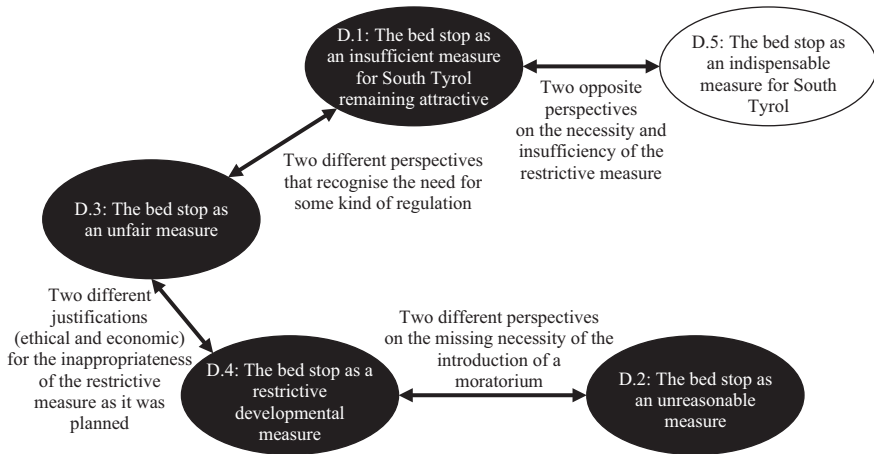 D.1: The bed stop as
an insufficient measure
for South Tyrol
remaining attractive
D.5: The bed stop as
an indispensable
measure for South
Tyrol
Two opposite
perspectives
on the necessity and
insufficiency of the
restrictive measure
Two different perspectives
that recognise the need for
some kind of regulation
D.3: The bed stop as
an unfair measure
Two different
justifications
(ethical and economic)
for the inappropriateness
of the restrictive
measure as it was
planned
Two different perspectives
on the missing necessity of the
introduction of a
moratorium
D.4: The bed stop as a
restrictive
developmental
measure
D.2: The bed stop as
an unreasonable
measure